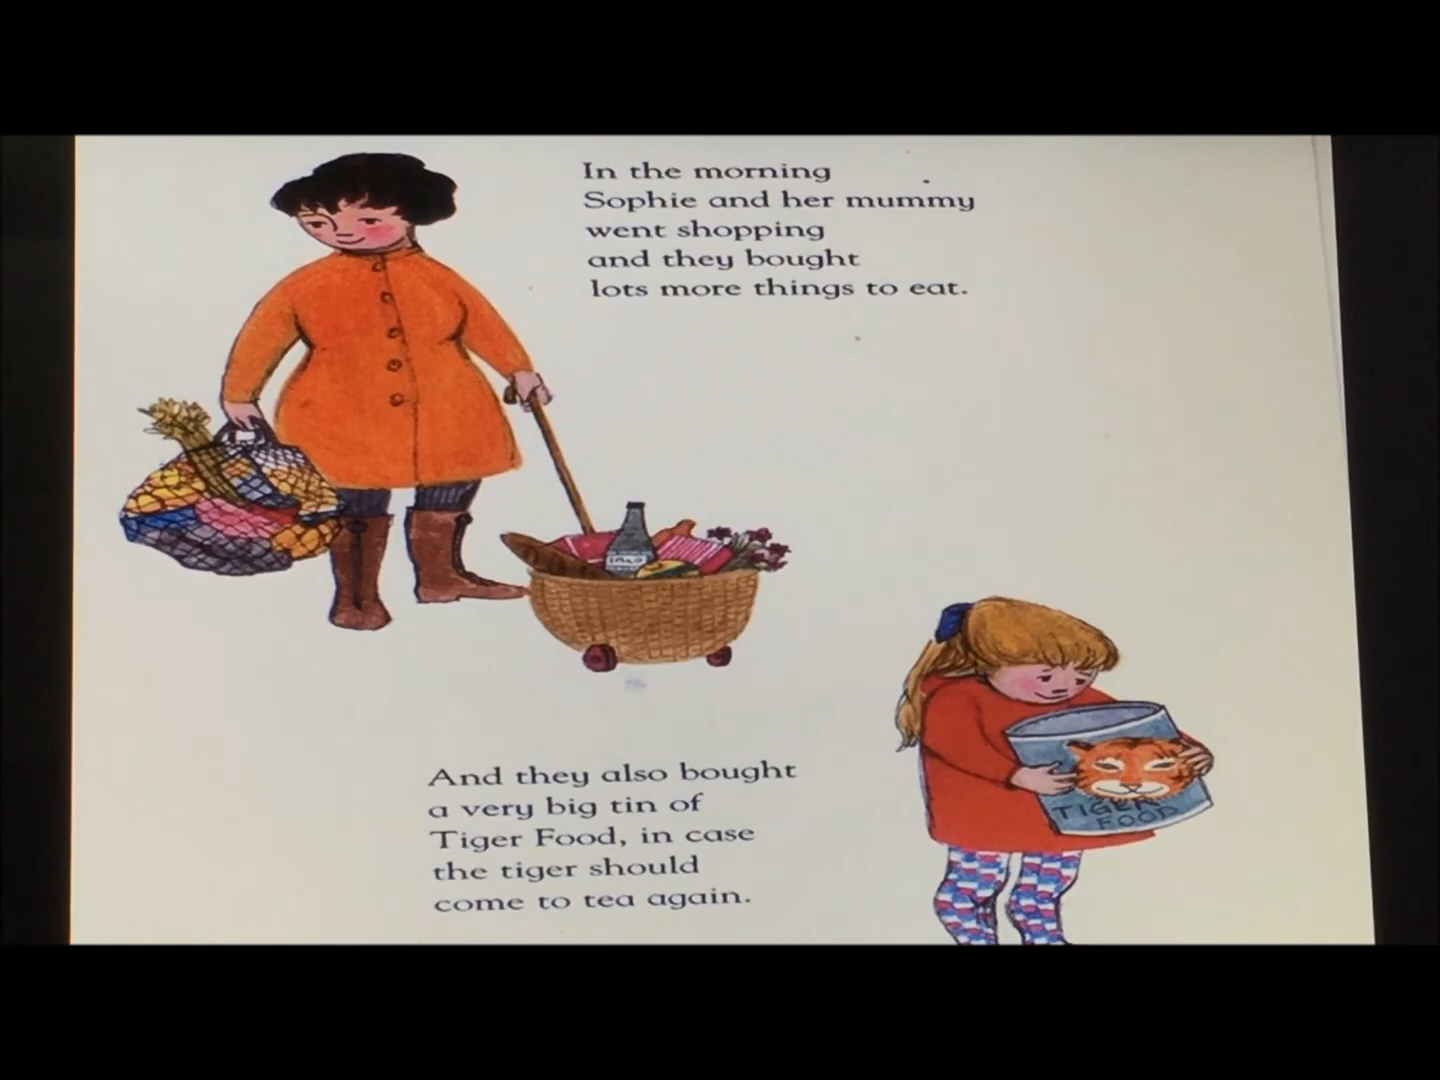 In the morning
Sophie and her mummy
went shopping
and they bought
lots more things to eat.
TIGER
FOOD
And they also bought
a very big tin of
Tiger Food, in case
the tiger should
come to tea again.